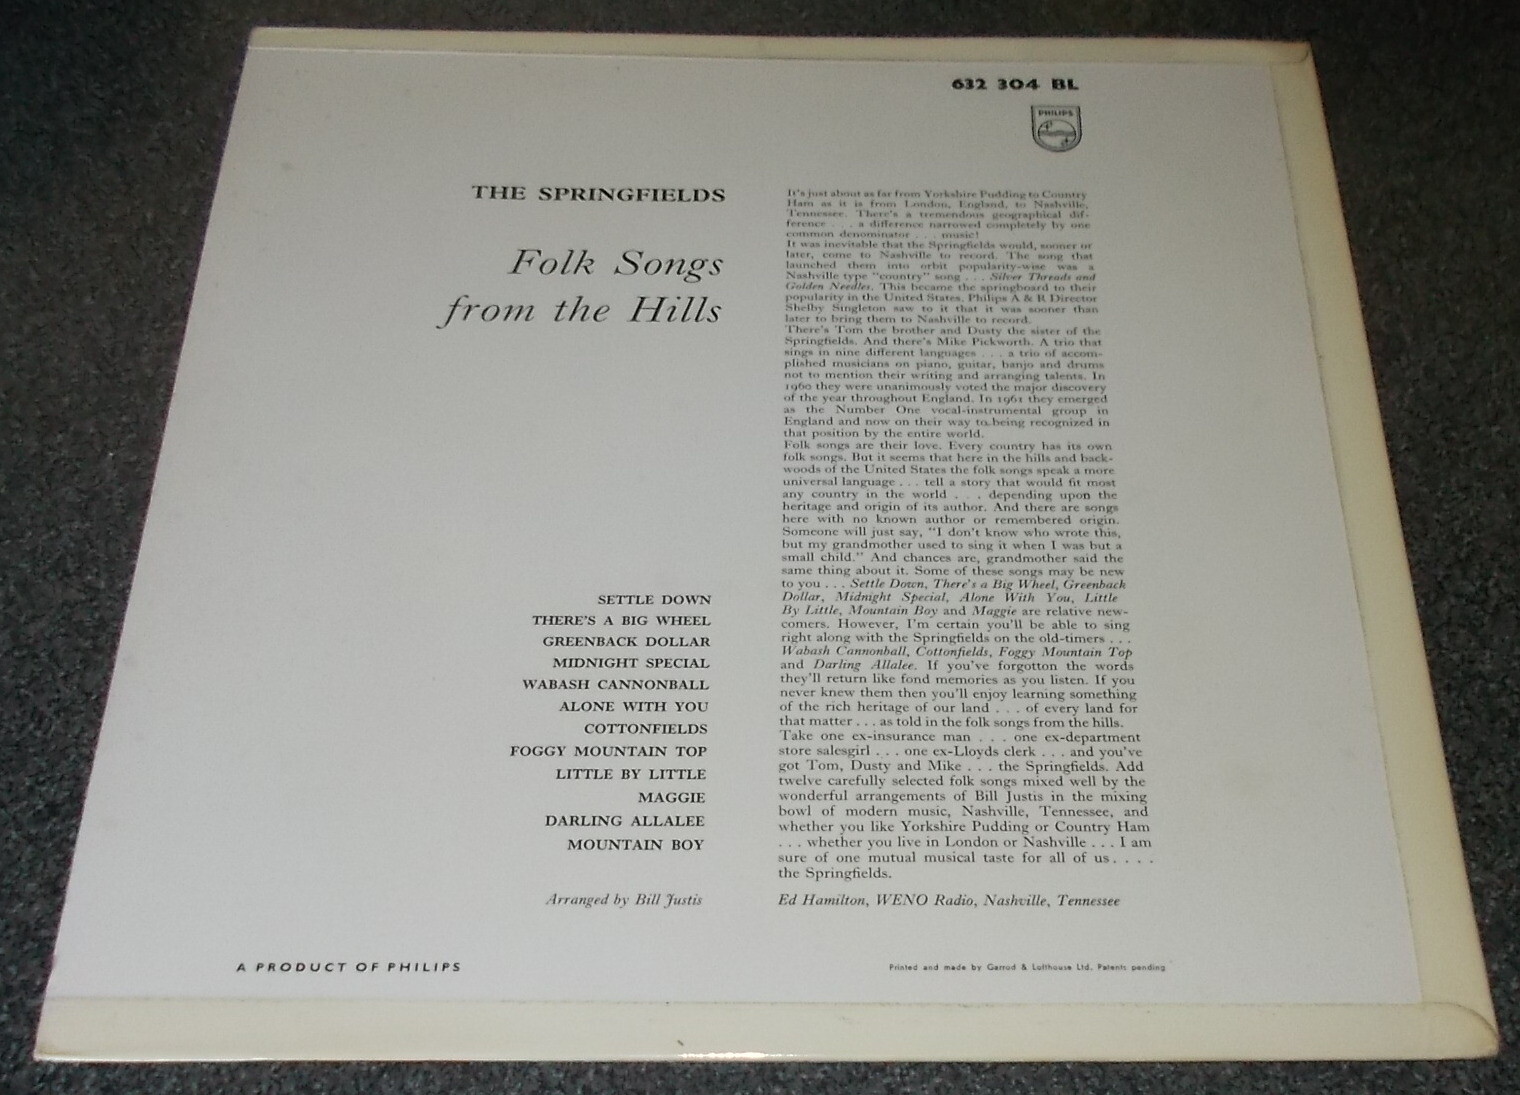 632 304 BL
PHILIPS
THE SPRINGFIELDS
Folk Songs
from the Hills
SETTLE DOWN
THERE'S A BIG WHEEL
GREENBACK DOLLAR
MIDNIGHT SPECIAL
WABASH CANNONBALL
ALONE WITH YOU
COTTONFIELDS
FOGGY MOUNTAIN TOP
LITTLE BY LITTLE
MAGGIE
DARLING ALLALEE
MOUNTAIN BOY
Arranged by Bill Justis
It's just about as far from Yorkshire Pudding to Country
Ham as it is from London, England, to Nashville,
Tennessee. There's a tremendous geographical dif-
ference . . . a difference narrowed completely by one
common denominator . . . music!
It was inevitable that the Springfields would, sooner or
later, come to Nashville to record. The song that
launched them into orbit popularity-wise was a
Nashville type "country" song . . . Silver Threads and
Golden Needles. This became the springboard to their
popularity in the United States. Philips A & R Director
Shelby Singleton saw to it that it was sooner than
later to bring them to Nashville to record.
There's Tom the brother and Dusty the sister of the
Springfields. And there's Mike Pickworth. A trio that
sings in nine different languages . . . a trio of accom-
plished musicians on piano, guitar, banjo and drums
not to mention their writing and arranging talents. In
1960 they were unanimously voted the major discovery
of the year throughout England. In 1961 they emerged
as the Number One vocal-instrumental group in
England and now on their way to being recognized in
that position by the entire world.
Folk songs are their love. Every country has its own
folk songs. But it seems that here in the hills and back-
woods of the United States the folk songs speak a more
universal language . . . tell a story that would fit most
any country in the world . . . depending upon the
heritage and origin of its author. And there are songs
here with no known author or remembered origin.
Someone will just say, "I don't know who wrote this,
but my grandmother used to sing it when I was but a
small child." And chances are, grandmother said the
same thing about it. Some of these songs may be new
to you . . . Settle Down, There's a Big Wheel, Greenback
Dollar, Midnight Special, Alone With You, Little
By Little, Mountain Boy and Maggie are relative new-
comers. However, I'm certain you'll be able to sing
right along with the Springfields on the old-timers . . .
Wabash Cannonball, Cottonfields, Foggy Mountain Top
and Darling Allalee. If you've forgotton the words
they'll return like fond memories as you listen. If you
never knew them then you'll enjoy learning something
of the rich heritage of our land . . . of every land for
that matter . . . as told in the folk songs from the hills.
Take one ex-insurance man . . . one ex-department
store salesgirl . . . one ex-Lloyds clerk . . . and you've
got Tom, Dusty and Mike . . . the Springfields. Add
twelve carefully selected folk songs mixed well by the
wonderful arrangements of Bill Justis in the mixing
bowl of modern music, Nashville, Tennessee, and
whether you like Yorkshire Pudding or Country Ham
. . . whether you live in London or Nashville . . . I am
sure of one mutual musical taste for all of us . . . .
the Springfields.
Ed Hamilton, WENO Radio, Nashville, Tennessee
A PRODUCT OF PHILIPS
Printed and made by Garrod & Lofthouse Ltd. Patents pending